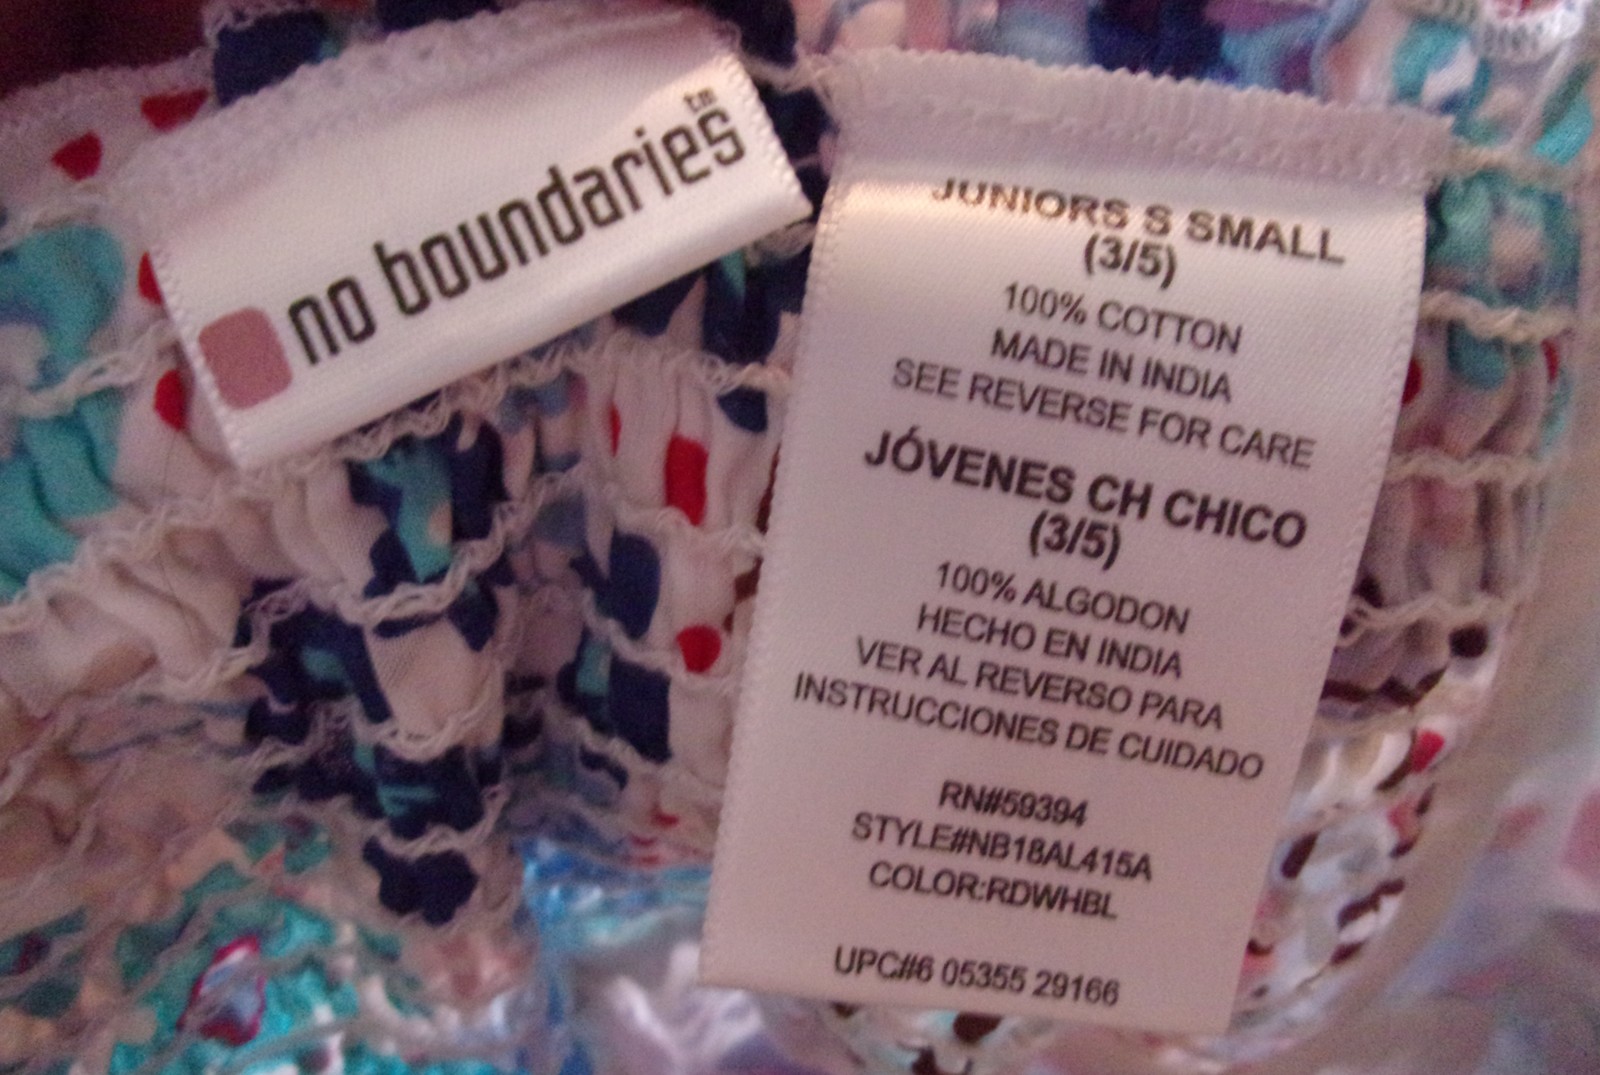 no boundaries™
JUNIORS S SMALL
(3/5)
100% COTTON
MADE IN INDIA
SEE REVERSE FOR CARE
JÓVENES CH CHICO
(3/5)
100% ALGODON
HECHO EN INDIA
VER AL REVERSO PARA
INSTRUCCIONES DE CUIDADO
RN#59394
STYLE#NB18AL415A
COLOR:RDWHBL
UPC#6 05355 29166